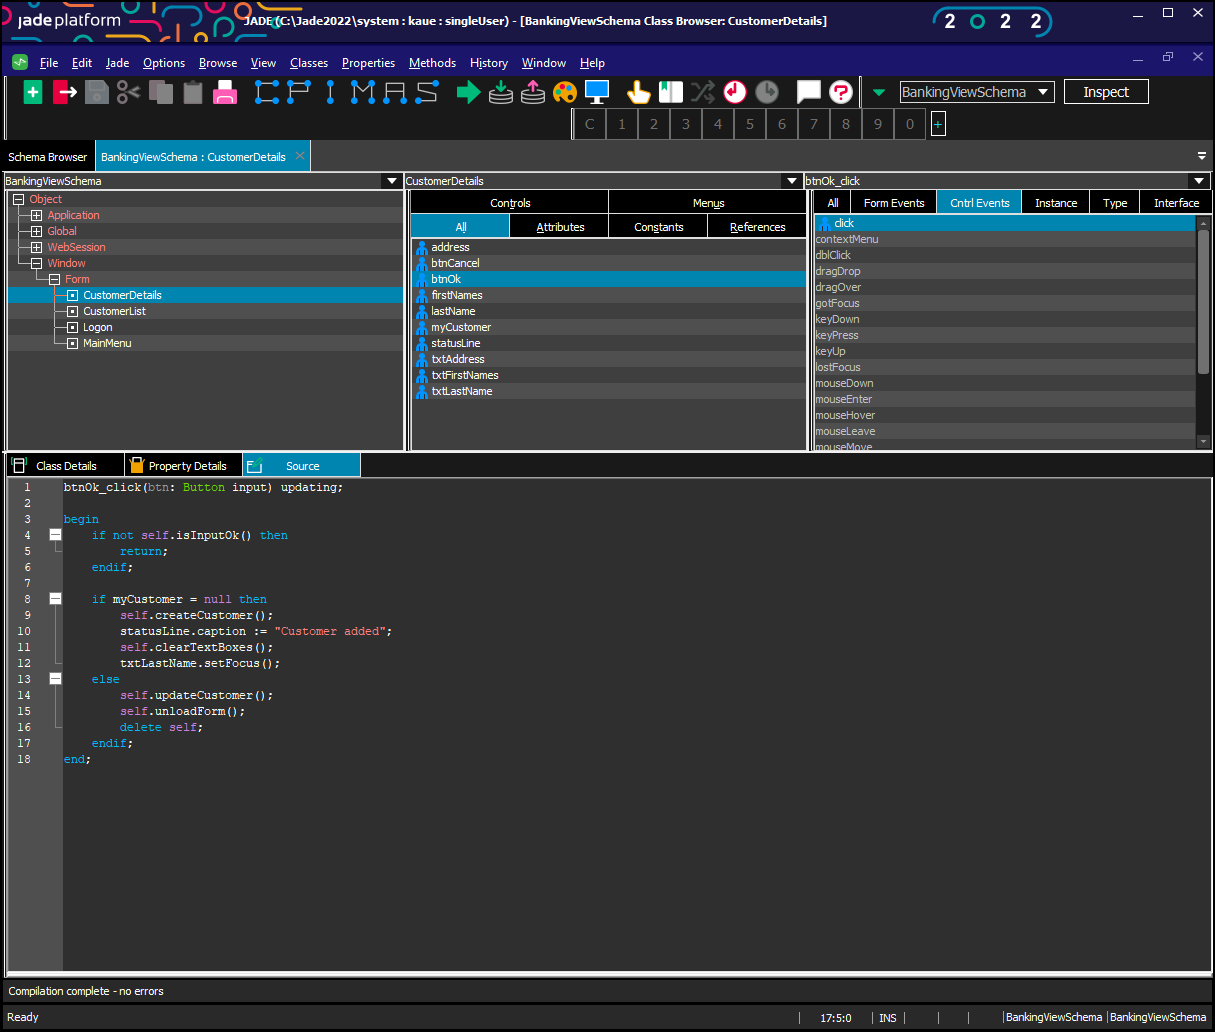 jadeplatform
JADE (C:\Jade2022\system : kaue : singleUser) - [BankingViewSchema Class Browser: CustomerDetails]
2 0 2 2
File Edit Jade Options Browse View Classes Properties Methods History Window Help
C P I M A S
BankingViewSchema Inspect
C 1 2 3 4 5 6 7 8 9 0 +
Schema Browser BankingViewSchema : CustomerDetails
BankingViewSchema CustomerDetails btnOk_click
Object
Application
Global
WebSession
Window
Form
CustomerDetails
CustomerList
Logon
MainMenu
Controls Menus
All Attributes Constants References
address
btnCancel
btnOk
firstNames
lastName
myCustomer
statusLine
txtAddress
txtFirstNames
txtLastName
All Form Events Cntrl Events Instance Type Interface
click
contextMenu
dblClick
dragDrop
dragOver
gotFocus
keyDown
keyPress
keyUp
lostFocus
mouseDown
mouseEnter
mouseHover
mouseLeave
mouseMove
Class Details Property Details Source
1 btnOk_click(btn: Button input) updating;
2
3 begin
4 if not self.isInputOk() then
5 return;
6 endif;
7
8 if myCustomer = null then
9 self.createCustomer();
10 statusLine.caption := "Customer added";
11 self.clearTextBoxes();
12 txtLastName.setFocus();
13 else
14 self.updateCustomer();
15 self.unloadForm();
16 delete self;
17 endif;
18 end;
Compilation complete - no errors
Ready 17:5:0 INS BankingViewSchema BankingViewSchema